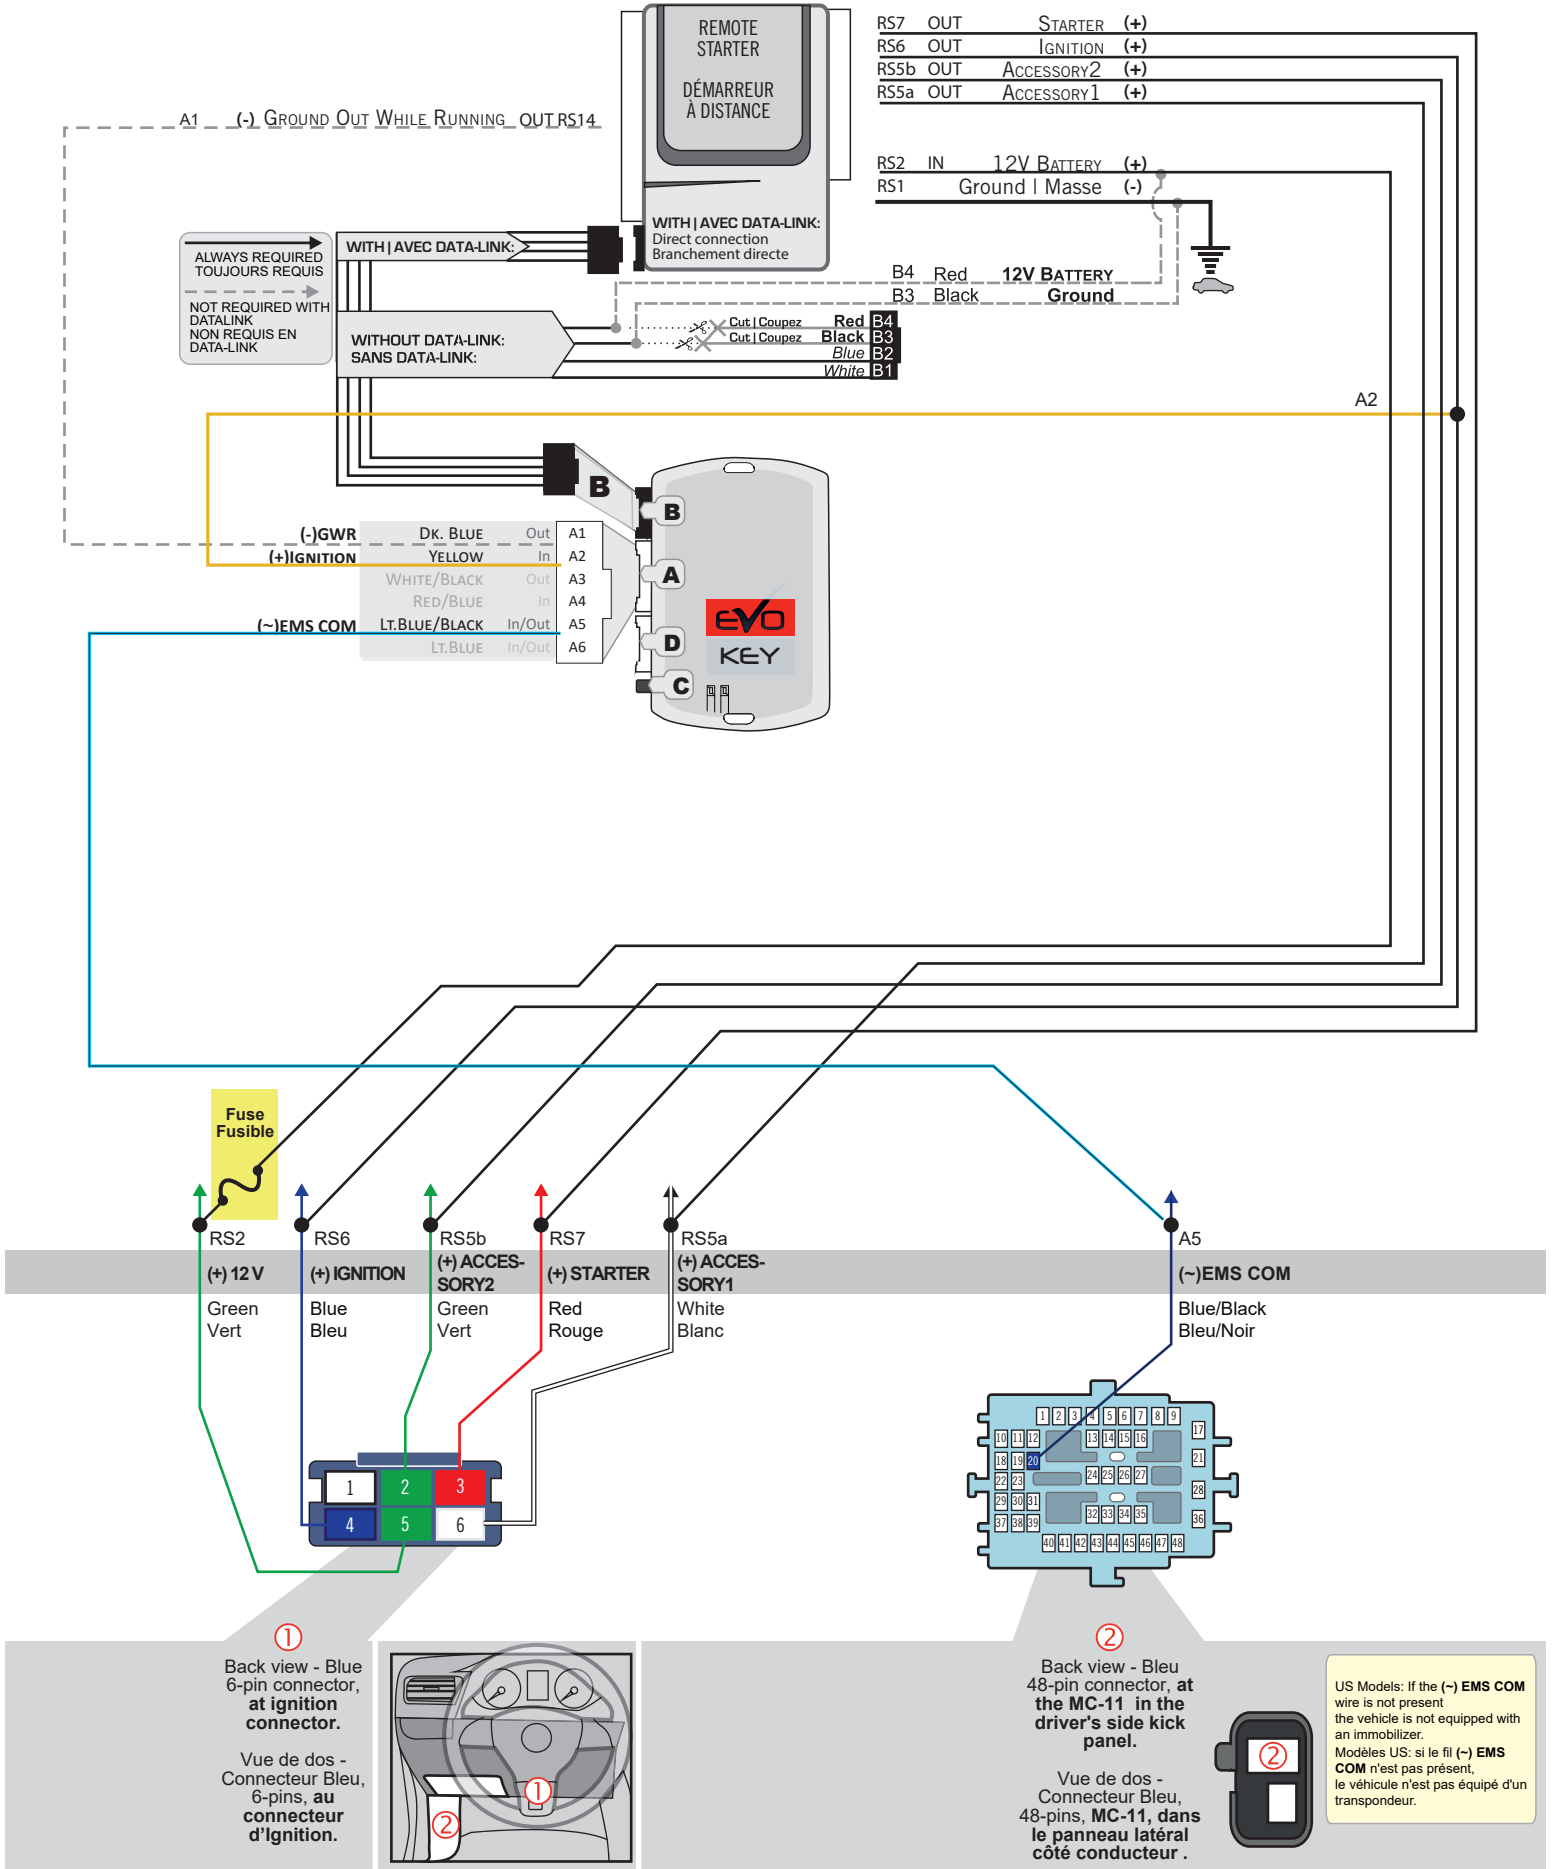 REMOTE
STARTER
DÉMARREUR
À DISTANCE
WITH | AVEC DATA-LINK:
Direct connection
Branchement directe
RS7 OUT STARTER (+)
RS6 OUT IGNITION (+)
RS5b OUT ACCESSORY2 (+)
RS5a OUT ACCESSORY1 (+)
RS2 IN 12V BATTERY (+)
RS1 Ground | Masse (-)
A1 (-) GROUND OUT WHILE RUNNING OUT RS14
ALWAYS REQUIRED
TOUJOURS REQUIS
NOT REQUIRED WITH
DATALINK
NON REQUIS EN
DATA-LINK
WITH | AVEC DATA-LINK:
WITHOUT DATA-LINK:
SANS DATA-LINK:
B4 Red 12V BATTERY
B3 Black Ground
Cut | Coupez Red B4
Cut | Coupez Black B3
Blue B2
White B1
A2
B
B
A
D
C
EVO
KEY
(-)GWR DK. BLUE Out A1
(+)IGNITION YELLOW In A2
WHITE/BLACK Out A3
RED/BLUE In A4
(~)EMS COM LT.BLUE/BLACK In/Out A5
LT.BLUE In/Out A6
Fuse
Fusible
RS2
(+) 12 V
Green
Vert
RS6
(+) IGNITION
Blue
Bleu
RS5b
(+) ACCES-
SORY2
Green
Vert
RS7
(+) STARTER
Red
Rouge
RS5a
(+) ACCES-
SORY1
White
Blanc
A5
(~)EMS COM
Blue/Black
Bleu/Noir
1 2 3
4 5 6
1 2 3 4 5 6 7 8 9
10 11 12 13 14 15 16 17
18 19 20 21
22 23 24 25 26 27 28
29 30 31
32 33 34 35 36
37 38 39
40 41 42 43 44 45 46 47 48
1
Back view - Blue
6-pin connector,
at ignition
connector.
Vue de dos -
Connecteur Bleu,
6-pins, au
connecteur
d'Ignition.
1
2
2
Back view - Bleu
48-pin connector, at
the MC-11 in the
driver's side kick
panel.
Vue de dos -
Connecteur Bleu,
48-pins, MC-11, dans
le panneau latéral
côté conducteur .
2
US Models: If the (~) EMS COM
wire is not present
the vehicle is not equipped with
an immobilizer.
Modèles US: si le fil (~) EMS
COM n'est pas présent,
le véhicule n'est pas équipé d'un
transpondeur.